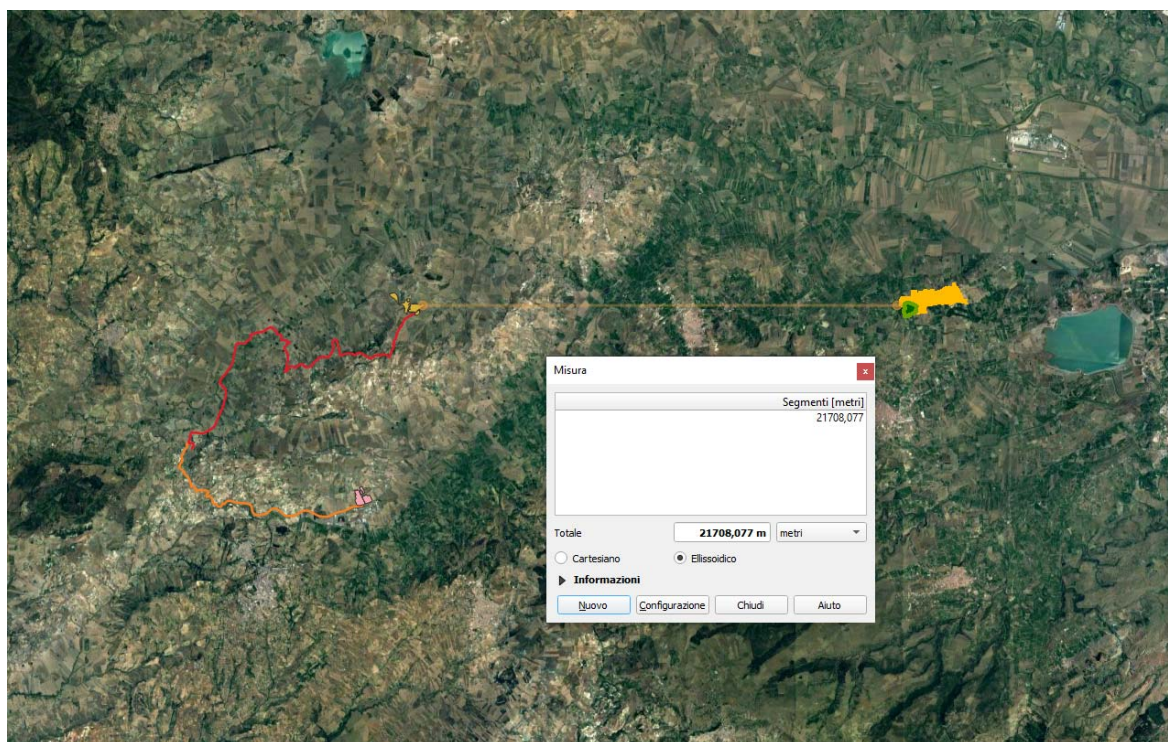 Misura
x
Segmenti [metri]
21708,077
Totale
21708,077 m
metri
Cartesiano
Ellissoidico
Informazioni
Nuovo
Configurazione
Chiudi
Aiuto